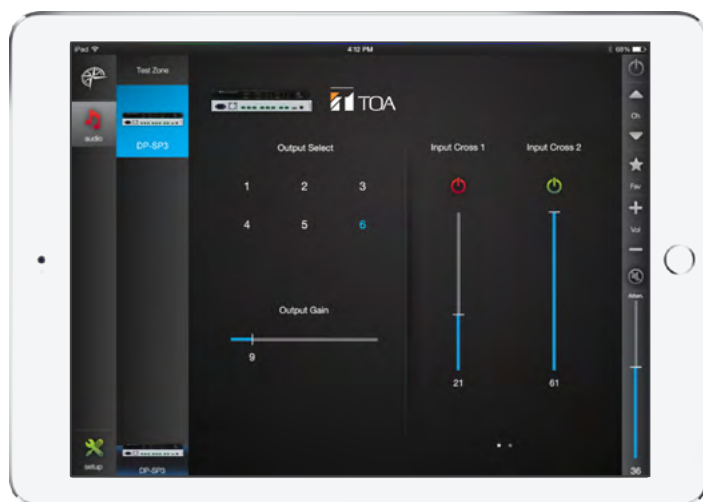 iPad
4:12 PM
68%
Test Zone
audio
DP-SP3
TOA
Output Select
1 2 3
4 5 6
Output Gain
9
Input Cross 1
Input Cross 2
21
61
Ch
Fav
Vol
Atten.
36
setup
DP-SP3